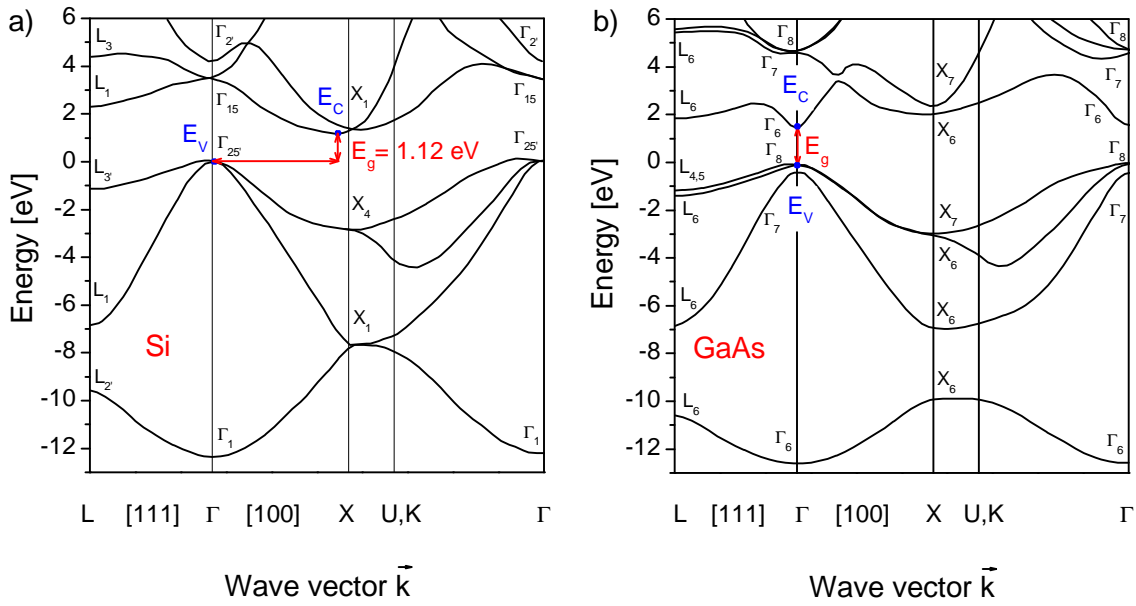 a)
Energy [eV]
6
4
2
0
-2
-4
-6
-8
-10
-12
L3
L1
L3'
L1
L2'
Γ2'
Γ15
Γ25'
Γ1
EV
EC
Eg= 1.12 eV
X1
X4
X1
Γ2'
Γ15
Γ25'
Γ1
Si
L [111] Γ [100] X U,K Γ
Wave vector k
b)
Energy [eV]
6
4
2
0
-2
-4
-6
-8
-10
-12
L6
L6
L4,5
L6
L6
L6
Γ8
Γ7
EC
Γ6
Γ8
Eg
EV
Γ7
Γ6
X7
X6
X7
X6
X6
X6
Γ8
Γ7
Γ6
Γ8
Γ7
Γ6
GaAs
L [111] Γ [100] X U,K Γ
Wave vector k